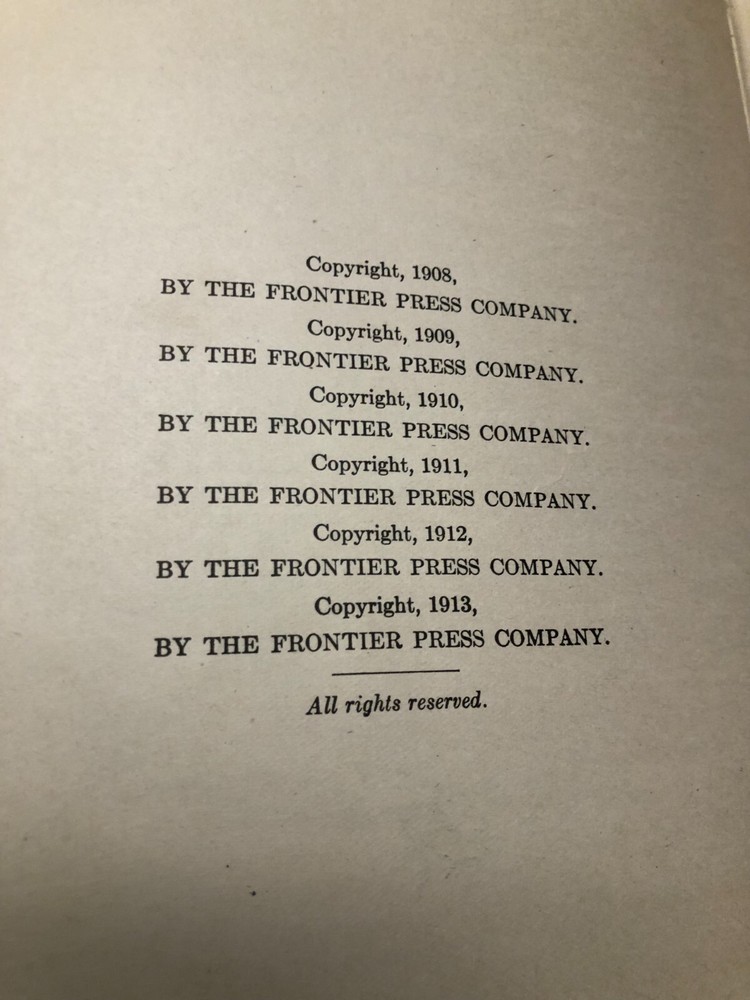 Copyright, 1908,
BY THE FRONTIER PRESS COMPANY.
Copyright, 1909,
BY THE FRONTIER PRESS COMPANY.
Copyright, 1910,
BY THE FRONTIER PRESS COMPANY.
Copyright, 1911,
BY THE FRONTIER PRESS COMPANY.
Copyright, 1912,
BY THE FRONTIER PRESS COMPANY.
Copyright, 1913,
BY THE FRONTIER PRESS COMPANY.
All rights reserved.